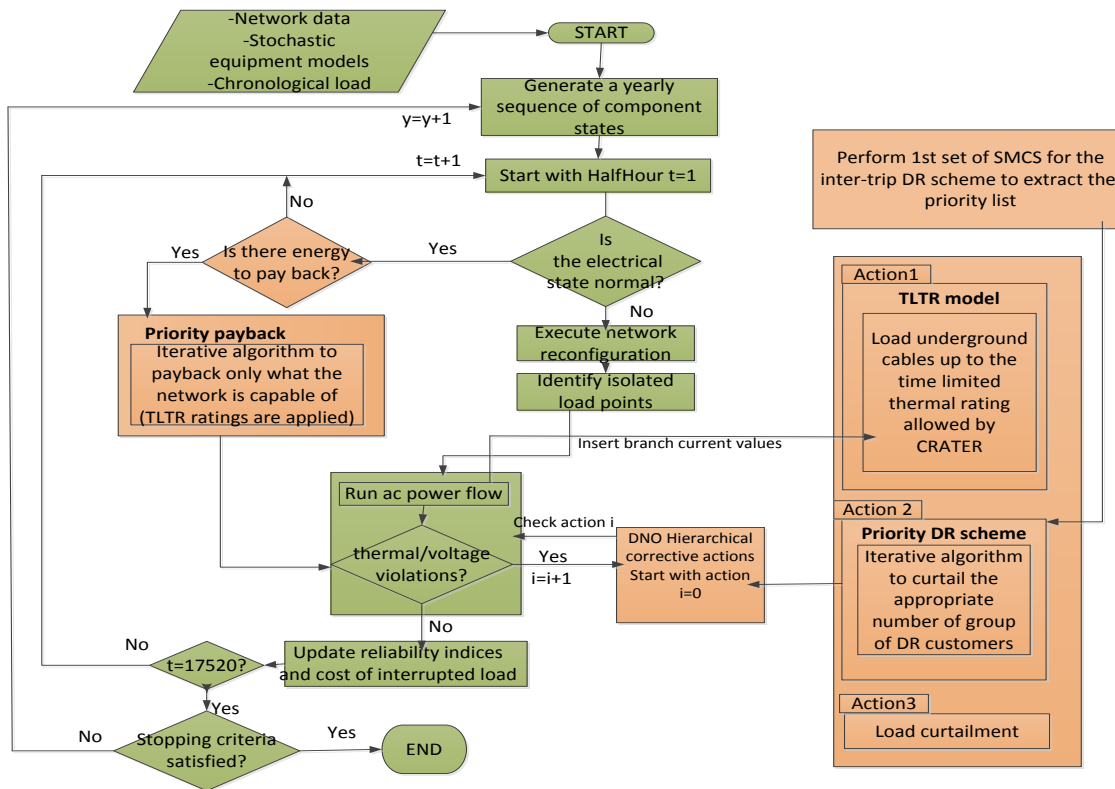 -Network data
-Stochastic
equipment models
-Chronological load
START
Generate a yearly
sequence of component
states
y=y+1
t=t+1
Start with HalfHour t=1
Perform 1st set of SMCS for the
inter-trip DR scheme to extract the
priority list
No
Is there energy
to pay back?
Yes
Yes
Is
the electrical
state normal?
No
Priority payback
Iterative algorithm to
payback only what the
network is capable of
(TLTR ratings are applied)
Execute network
reconfiguration
Identify isolated
load points
Insert branch current values
Action1
TLTR model
Load underground
cables up to the
time limited
thermal rating
allowed by
CRATER
Run ac power flow
thermal/voltage
violations?
Check action i
Yes
i=i+1
DNO Hierarchical
corrective actions
Start with action
i=0
Action 2
Priority DR scheme
Iterative algorithm
to curtail the
appropriate
number of group
of DR customers
No
Update reliability indices
and cost of interrupted load
No
t=17520?
Yes
Action3
Load curtailment
No
Stopping criteria
satisfied?
Yes
END